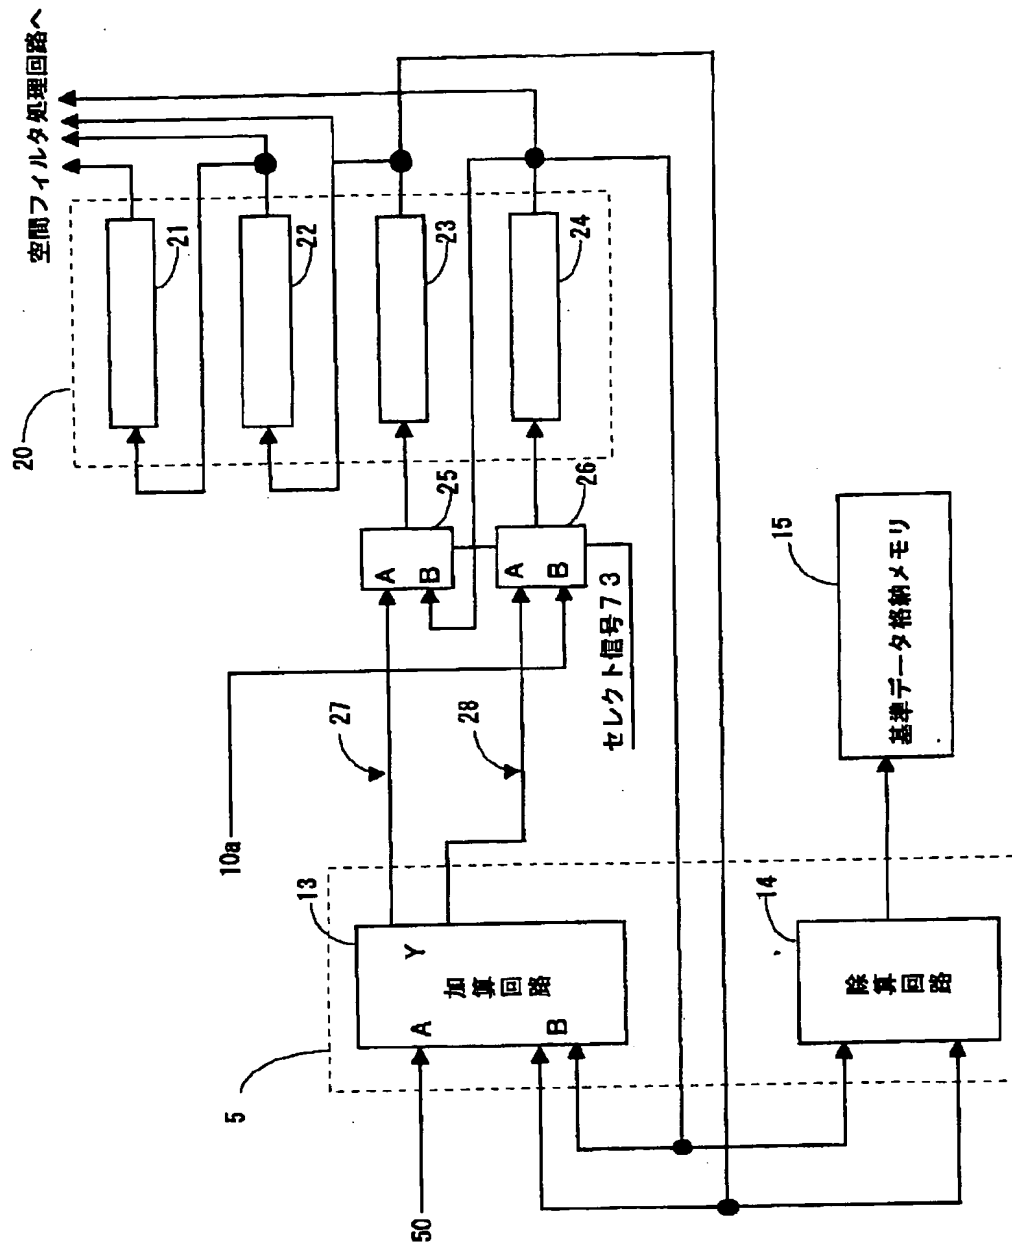 空間フィルタ処理回路へ
20
21
22
23
24
25
A
B
26
A
B
セレクト信号73
27
28
10a
15
基準データ格納メモリ
5
13
Y
加算回路
A
B
14
除算回路
50